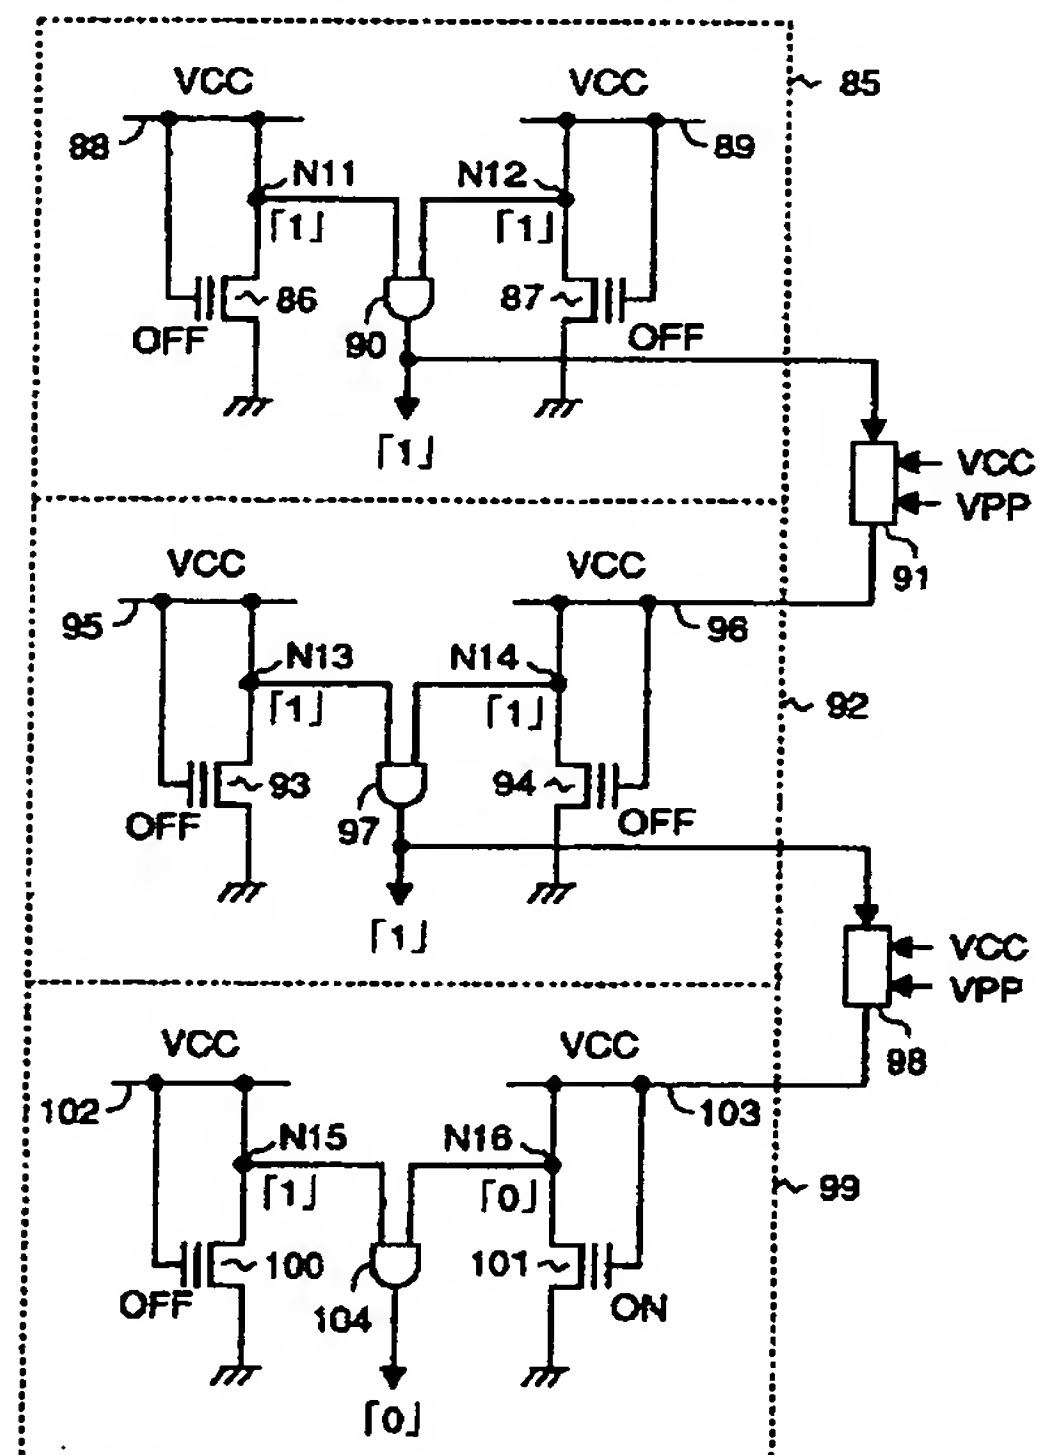 VCC VCC 85
88 89
N11 N12
「1」 「1」
86 87
OFF 90 OFF
「1」
VCC
VPP
91
VCC VCC
95 96
N13 N14
「1」 「1」 92
93 94
OFF 97 OFF
「1」
VCC
VPP
98
VCC VCC
102 103
N15 N16
「1」 「0」 99
100 101
OFF 104 ON
「0」